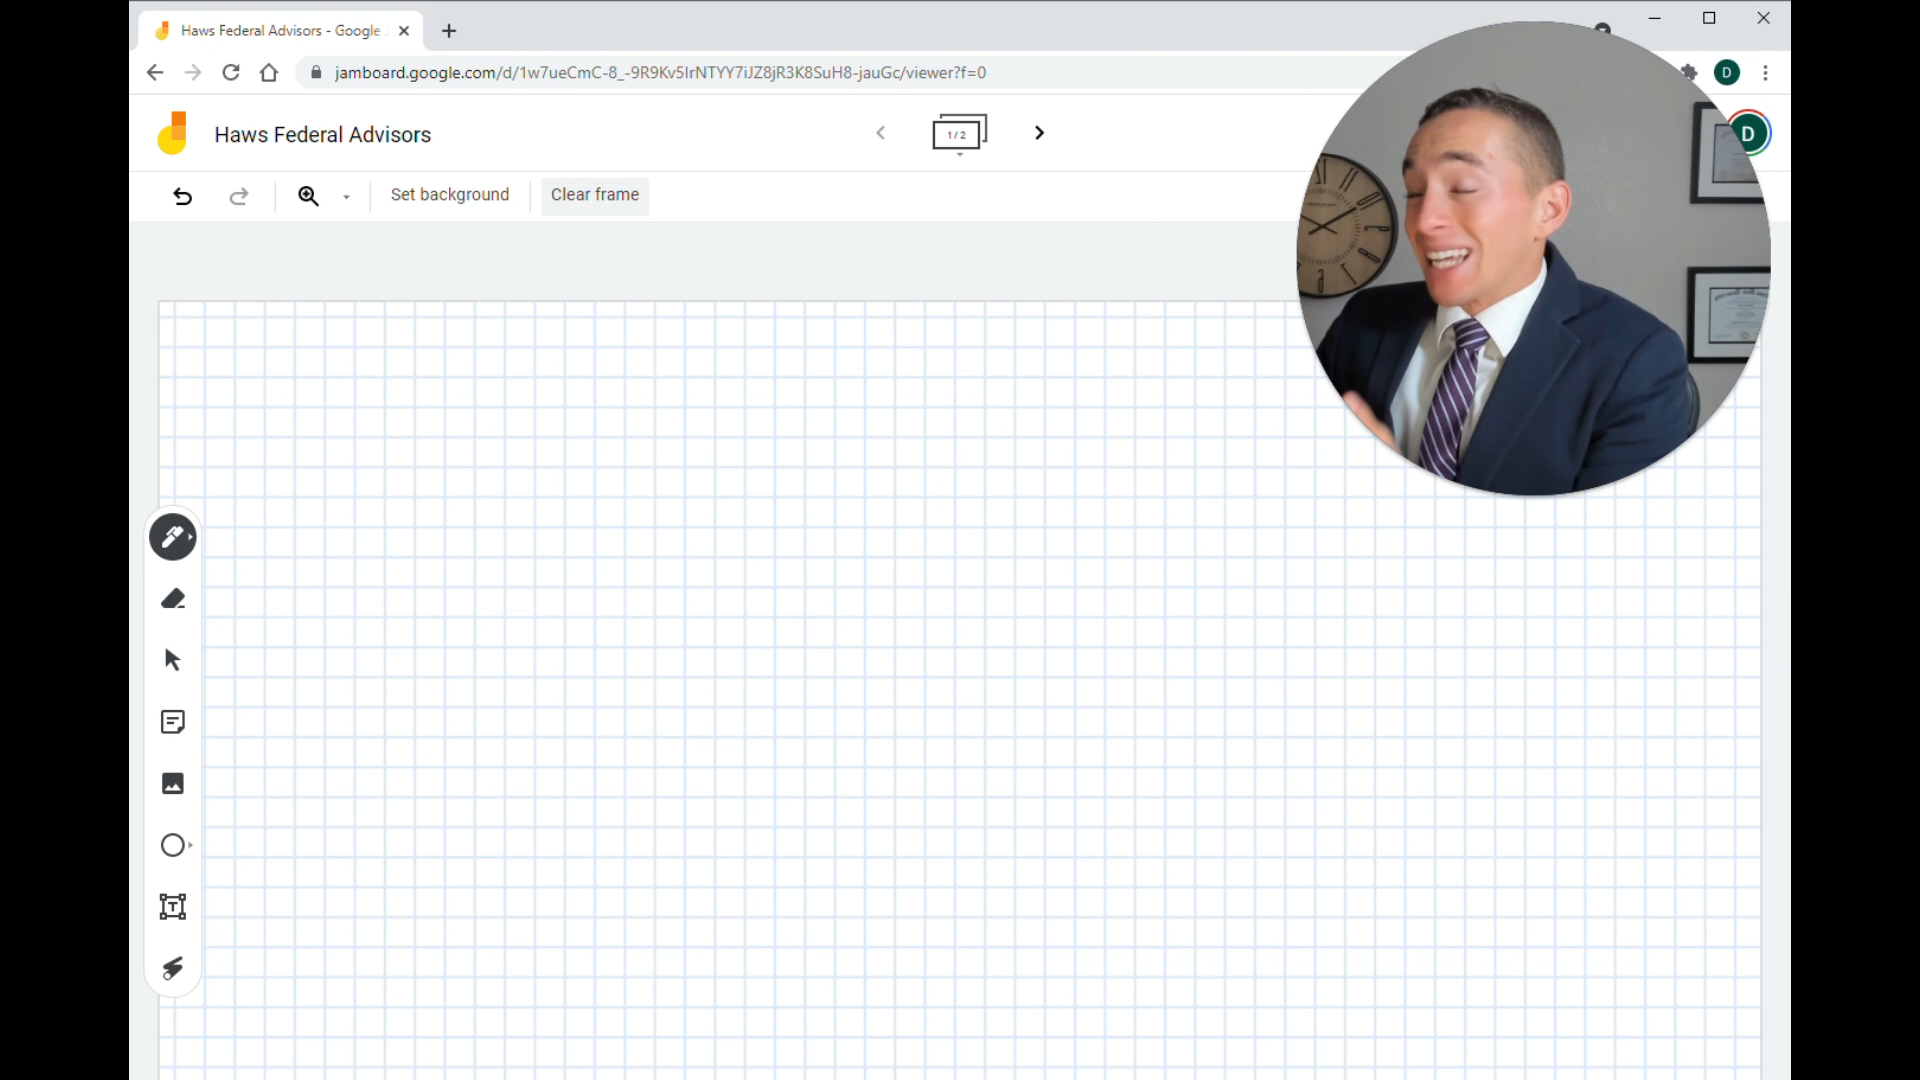 Haws Federal Advisors - Google
jamboard.google.com/d/1w7ueCmC-8_-9R9Kv5IrNTYY7iJZ8jR3K8SuH8-jauGc/viewer?f=0
D
Haws Federal Advisors
1 / 2
D
Set background
Clear frame